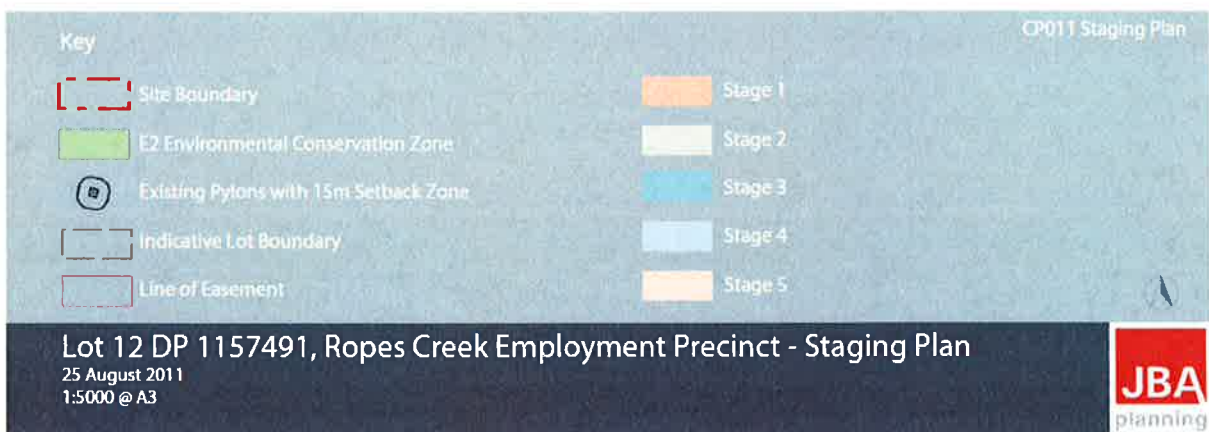 CP011 Staging Plan
Key
Site Boundary
E2 Environmental Conservation Zone
Existing Pylons with 15m Setback Zone
Indicative Lot Boundary
Line of Easement
Stage 1
Stage 2
Stage 3
Stage 4
Stage 5
Lot 12 DP 1157491, Ropes Creek Employment Precinct - Staging Plan
25 August 2011
1:5000 @ A3
JBA
planning